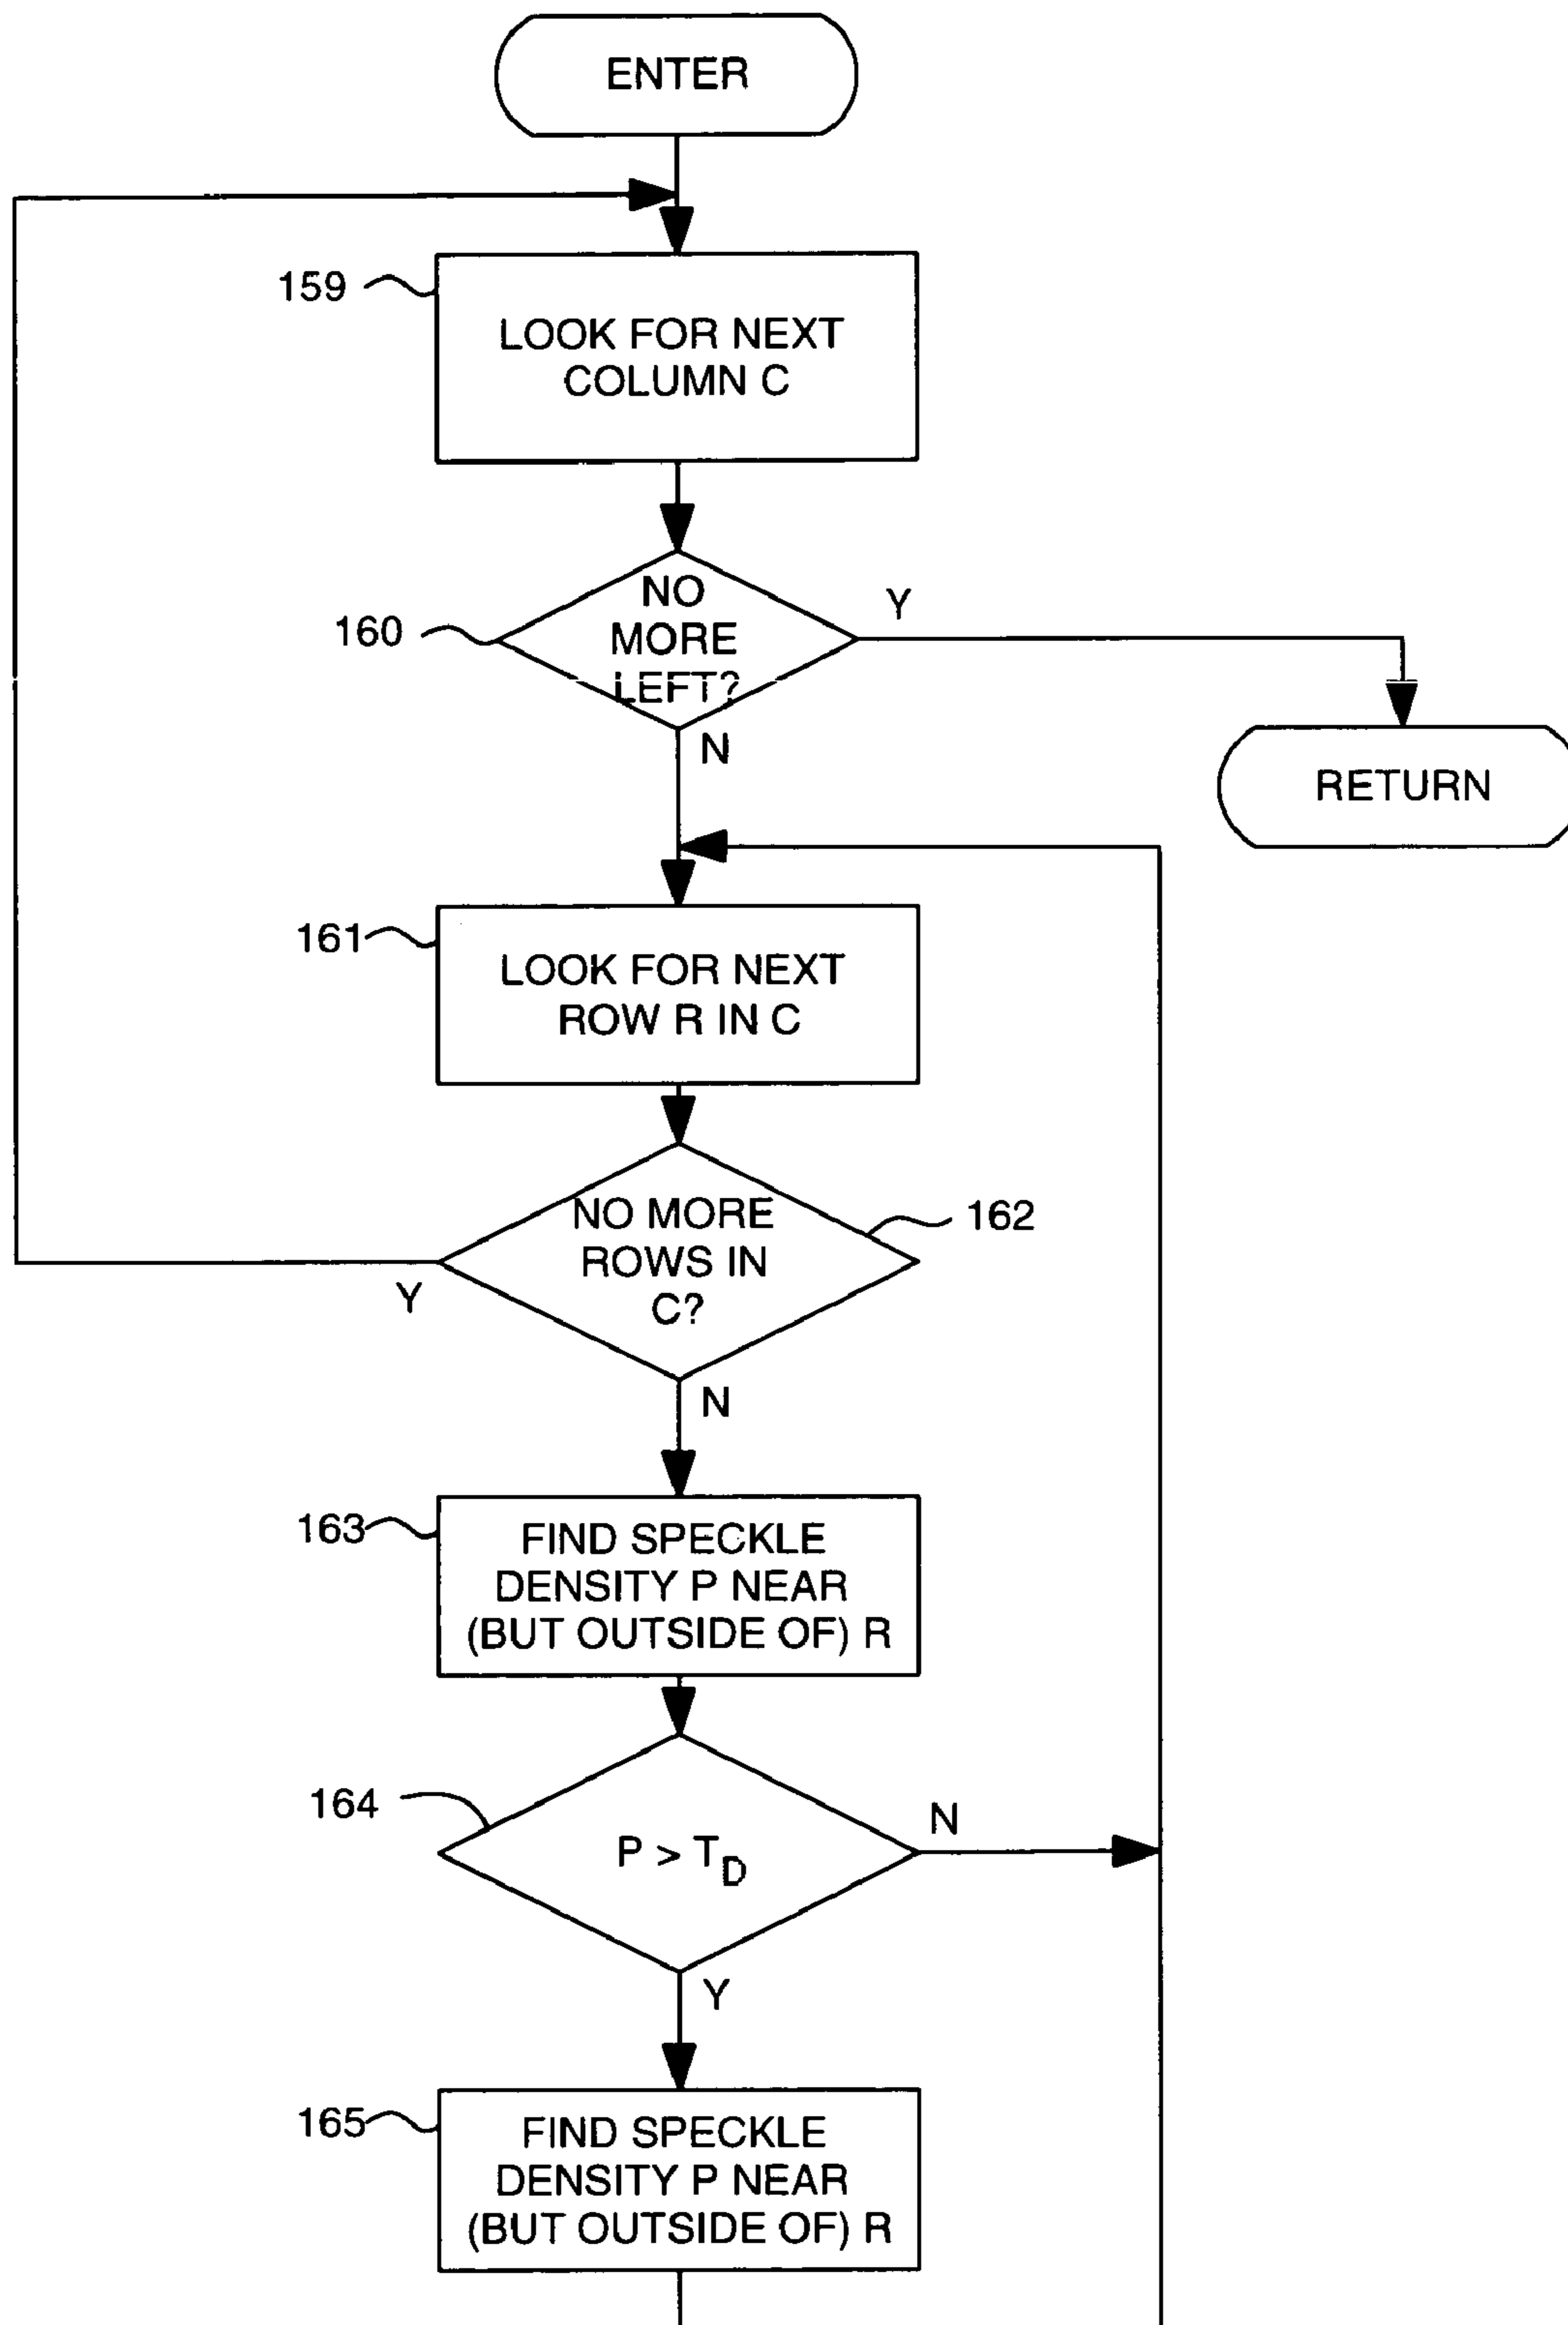 ENTER
159
LOOK FOR NEXT
COLUMN C
160
NO
MORE
LEFT?
Y
N
RETURN
161
LOOK FOR NEXT
ROW R IN C
NO MORE
ROWS IN
C?
162
Y
N
163
FIND SPECKLE
DENSITY P NEAR
(BUT OUTSIDE OF) R
164
P > T_D
N
Y
165
FIND SPECKLE
DENSITY P NEAR
(BUT OUTSIDE OF) R